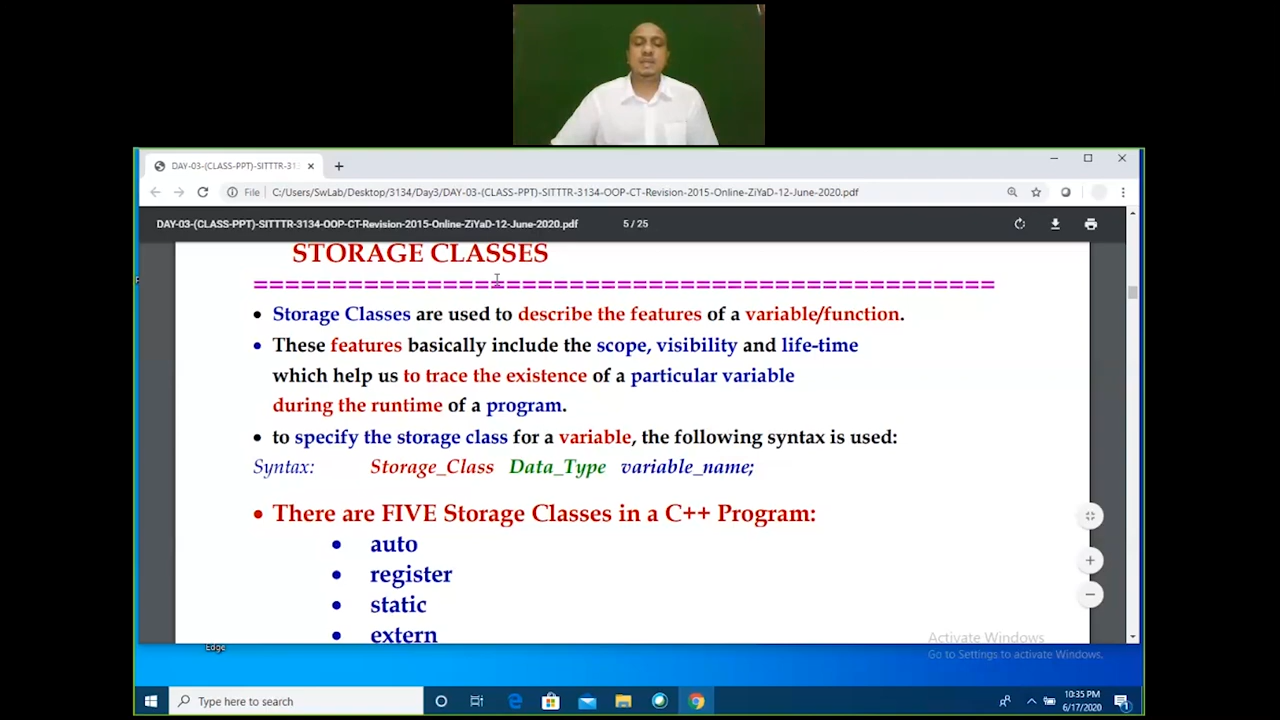 DAY-03-(CLASS-PPT)-SITTTR-313
File C:/Users/SwLab/Desktop/3134/Day3/DAY-03-(CLASS-PPT)-SITTTR-3134-OOP-CT-Revision-2015-Online-ZiYaD-12-June-2020.pdf
DAY-03-(CLASS-PPT)-SITTTR-3134-OOP-CT-Revision-2015-Online-ZiYaD-12-June-2020.pdf 5 / 25
STORAGE CLASSES
===============================================
• Storage Classes are used to describe the features of a variable/function.
• These features basically include the scope, visibility and life-time
which help us to trace the existence of a particular variable
during the runtime of a program.
• to specify the storage class for a variable, the following syntax is used:
Syntax: Storage_Class Data_Type variable_name;
• There are FIVE Storage Classes in a C++ Program:
• auto
• register
• static
• extern
Activate Windows
Go to Settings to activate Windows.
Edge
Type here to search
10:35 PM
6/17/2020
1